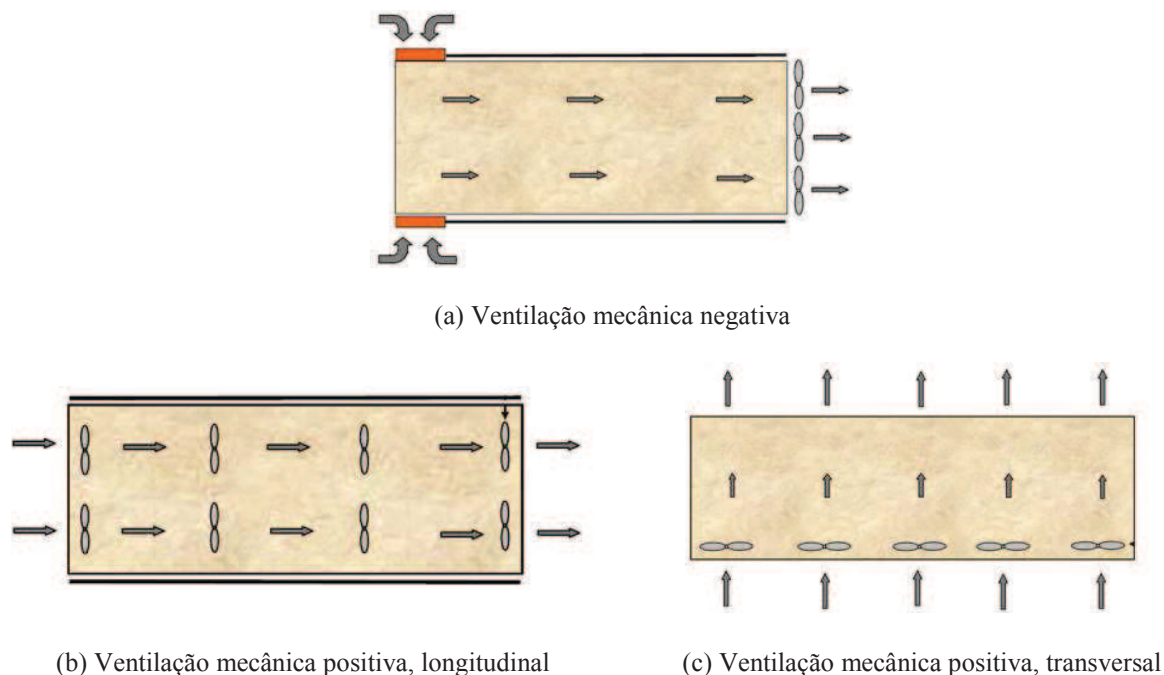 (a) Ventilação mecânica negativa
(b) Ventilação mecânica positiva, longitudinal
(c) Ventilação mecânica positiva, transversal